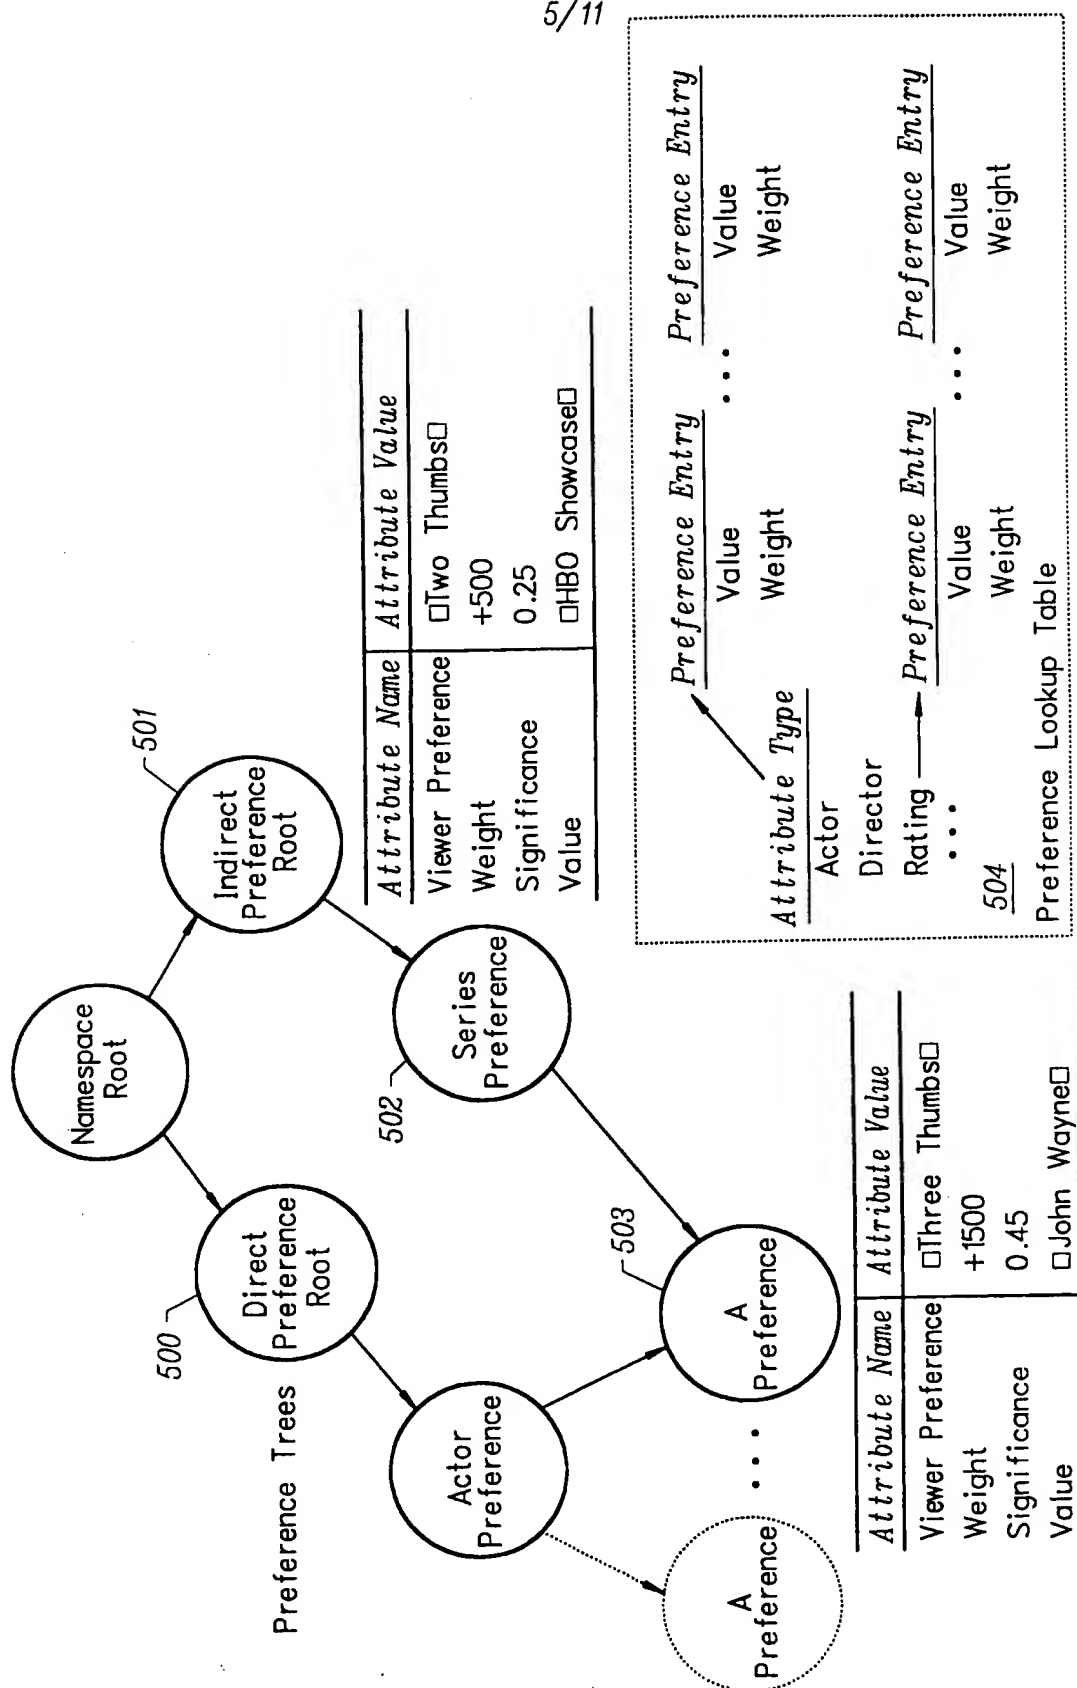 5/11
Preference Trees
Namespace
Root
500
Direct
Preference
Root
501
Indirect
Preference
Root
Actor
Preference
502
Series
Preference
A
Preference
• • •
503
A
Preference
Attribute Name Attribute Value
Viewer Preference □Two Thumbs□
Weight +500
Significance 0.25
Value □HBO Showcase□
Attribute Name Attribute Value
Viewer Preference □Three Thumbs□
Weight +1500
Significance 0.45
Value □John Wayne□
Preference Entry • • • Preference Entry
Value Value
Weight Weight
Attribute Type
Actor
Director
Rating Preference Entry • • • Preference Entry
• • • Value Value
Weight Weight
504
Preference Lookup Table